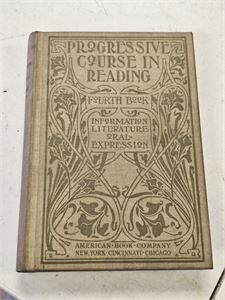 PROGRESSIVE
COURSE IN
READING
FOURTH BOOK
INFORMATION
LITERATURE
ORAL
EXPRESSION
AMERICAN·BOOK·COMPANY
NEW·YORK·CINCINNATI·CHICAGO